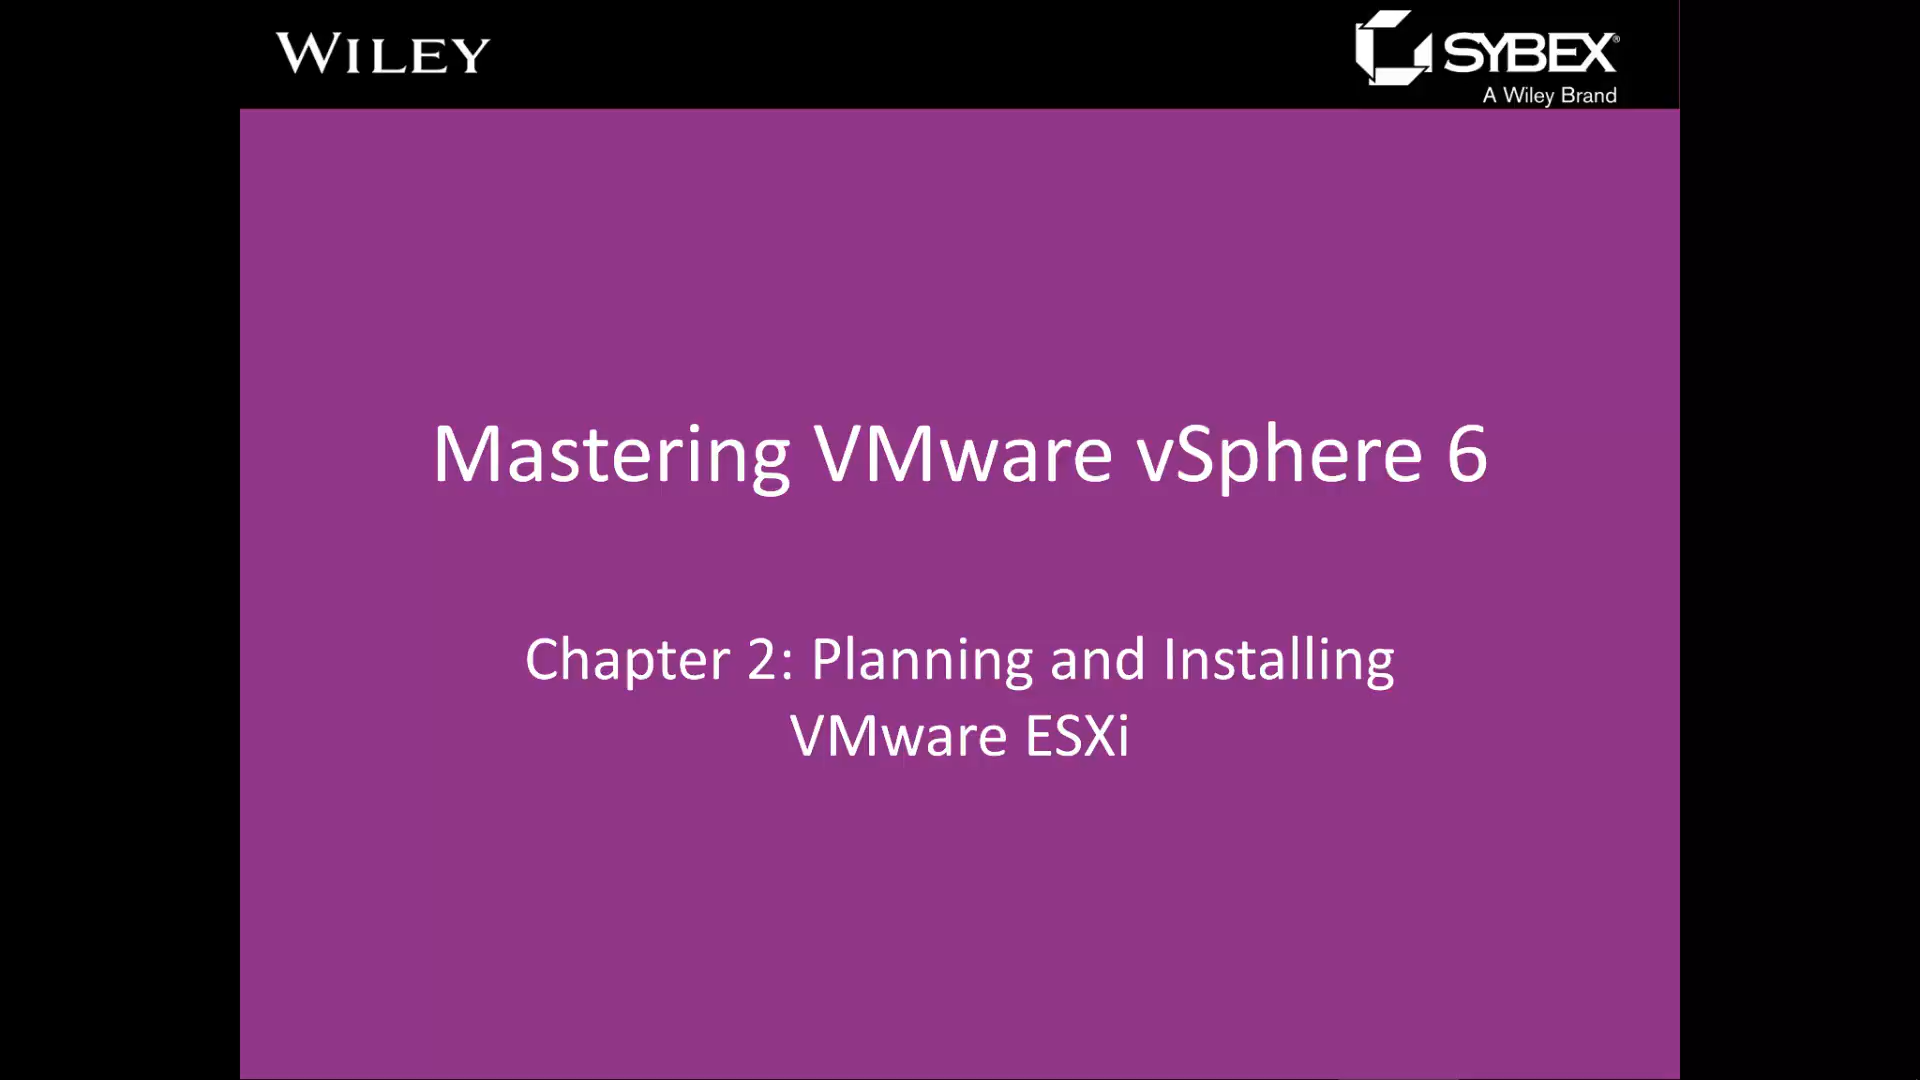 WILEY
SYBEX®
A Wiley Brand
Mastering VMware vSphere 6
Chapter 2: Planning and Installing
VMware ESXi